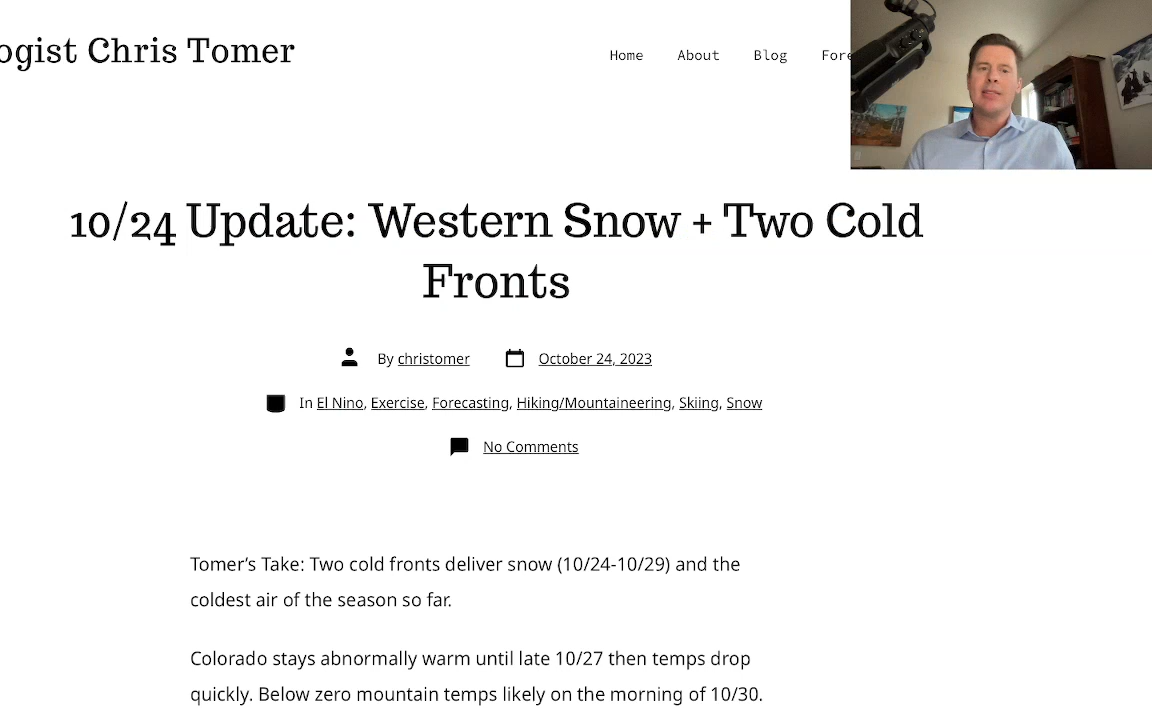 ogist Chris Tomer
Home About Blog Fore
10/24 Update: Western Snow + Two Cold
Fronts
By christomer October 24, 2023
In El Nino, Exercise, Forecasting, Hiking/Mountaineering, Skiing, Snow
No Comments
Tomer’s Take: Two cold fronts deliver snow (10/24-10/29) and the
coldest air of the season so far.
Colorado stays abnormally warm until late 10/27 then temps drop
quickly. Below zero mountain temps likely on the morning of 10/30.